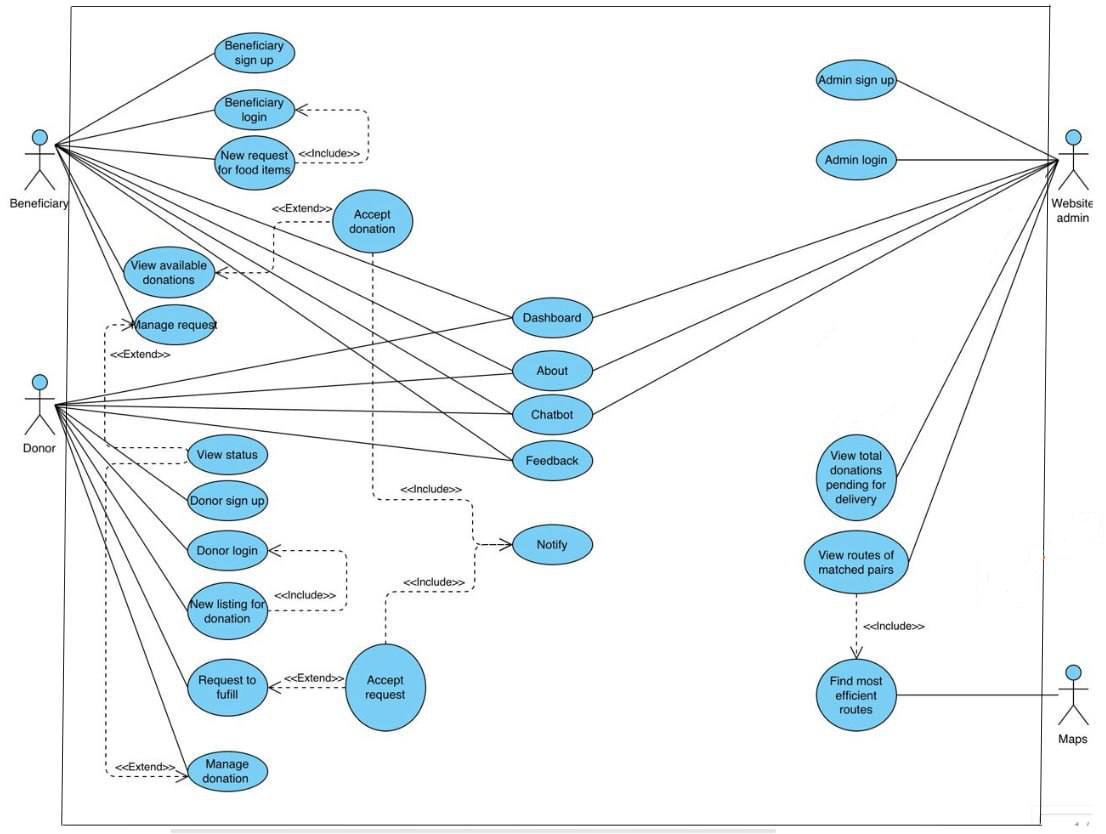 Beneficiary
sign up
Admin sign up
Beneficiary
login
<<Include>>
New request
for food items
Admin login
Beneficiary
Website
admin
<<Extend>>
Accept
donation
View available
donations
Manage request
<<Extend>>
Dashboard
About
Chatbot
Feedback
Donor
View status
Donor sign up
Donor login
<<Include>>
New listing for
donation
<<Include>>
Notify
<<Include>>
View total
donations
pending for
delivery
View routes of
matched pairs
<<Include>>
Request to
fufill
<<Extend>>
Accept
request
Find most
efficient
routes
Maps
<<Extend>>
Manage
donation